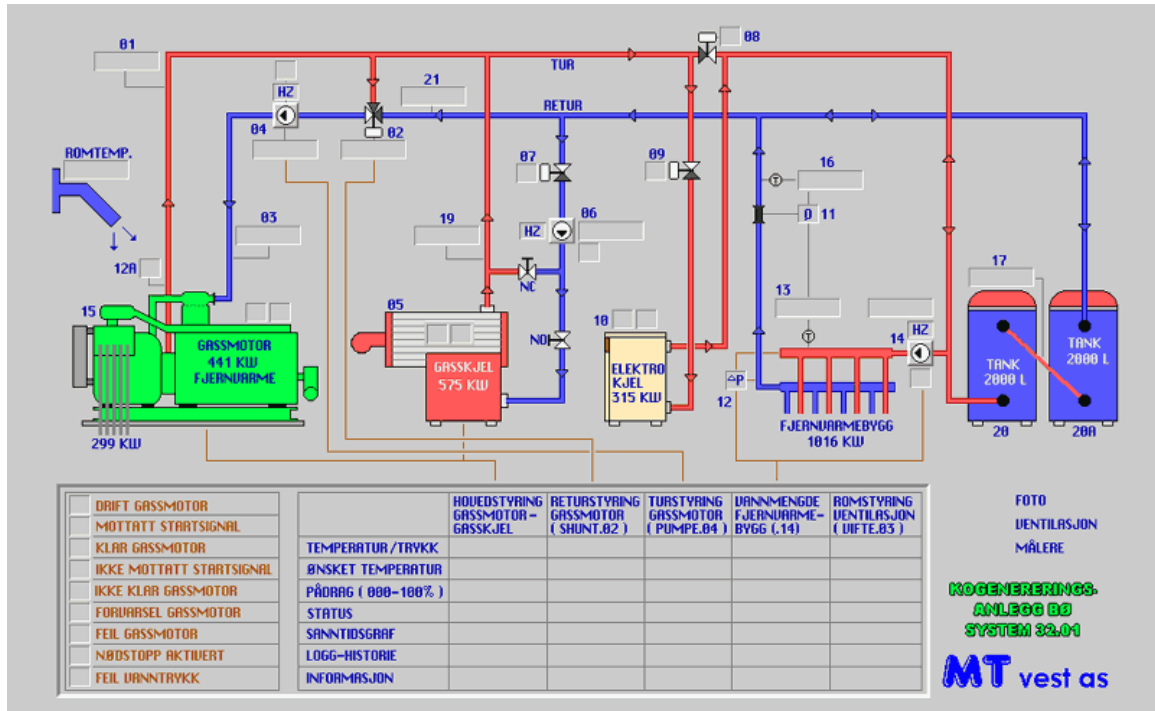 01
08
TUR
HZ
21
RETUR
04
02
07
09
16
ROMTEMP.
03
19
HZ
06
0
11
12A
NC
17
13
15
05
10
HZ
14
GASSMOTOR
441 KW
FJERNVARME
NO
GASSKJEL
575 KW
ELEKTRO
KJEL
315 KW
△P
12
TANK
2000 L
TANK
2000 L
299 KW
FJERNVARMEBYGG
1016 KW
20
20A
DRIFT GASSMOTOR
MOTTATT STARTSIGNAL
KLAR GASSMOTOR
IKKE MOTTATT STARTSIGNAL
IKKE KLAR GASSMOTOR
FORVARSEL GASSMOTOR
FEIL GASSMOTOR
NØDSTOPP AKTIVERT
FEIL VANNTRYKK
HOVEDSTYRING
GASSMOTOR-
GASSKJEL
RETURSTYRING
GASSMOTOR
( SHUNT.02 )
TURSTYRING
GASSMOTOR
( PUMPE.04 )
VANNMENGDE
FJERNVARME-
BYGG (.14)
ROMSTYRING
VENTILASJON
( VIFTE.03 )
TEMPERATUR/TRYKK
ØNSKET TEMPERATUR
PÅDRAG ( 000-100% )
STATUS
SANNTIDSGRAF
LOGG-HISTORIE
INFORMASJON
FOTO
VENTILASJON
MÅLERE
KOGENERERINGS-
ANLEGG BØ
SYSTEM 32.01
MT vest as